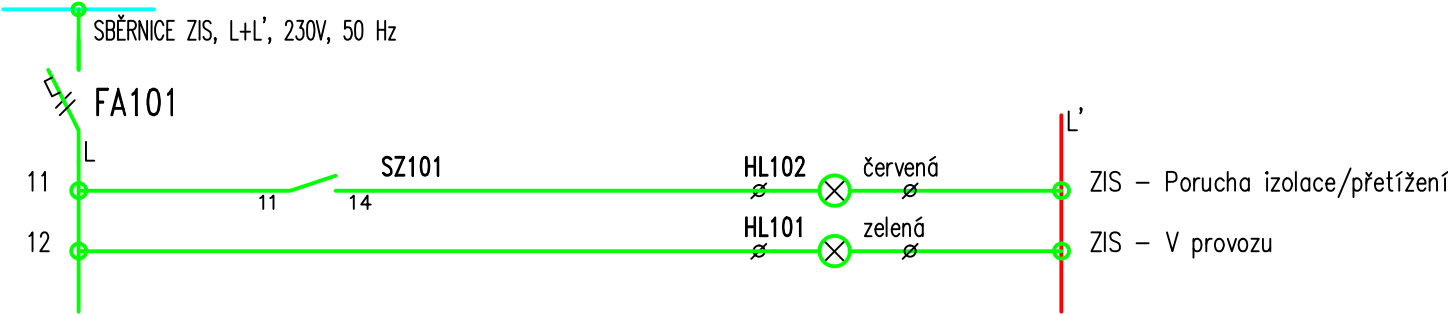 SBĚRNICE ZIS, L+L', 230V, 50 Hz
FA101
L
L'
11
SZ101
11
14
HL102
červená
ZIS – Porucha izolace/přetížení
12
HL101
zelená
ZIS – V provozu